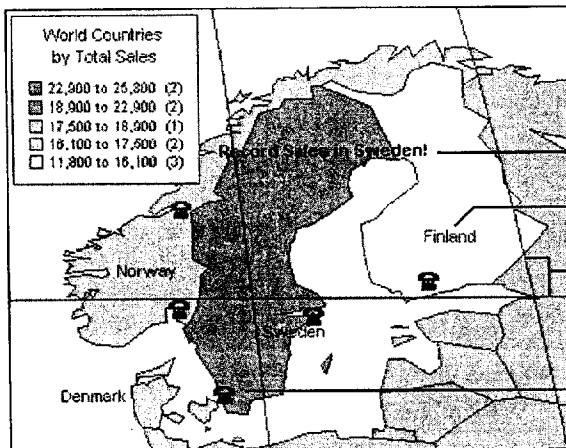 World Countries
by Total Sales
22,900 to 25,800 (2)
18,900 to 22,900 (2)
17,500 to 18,900 (1)
16,100 to 17,500 (2)
11,800 to 16,100 (3)
Record Sales in Sweden!
Finland
Norway
Sweden
Denmark